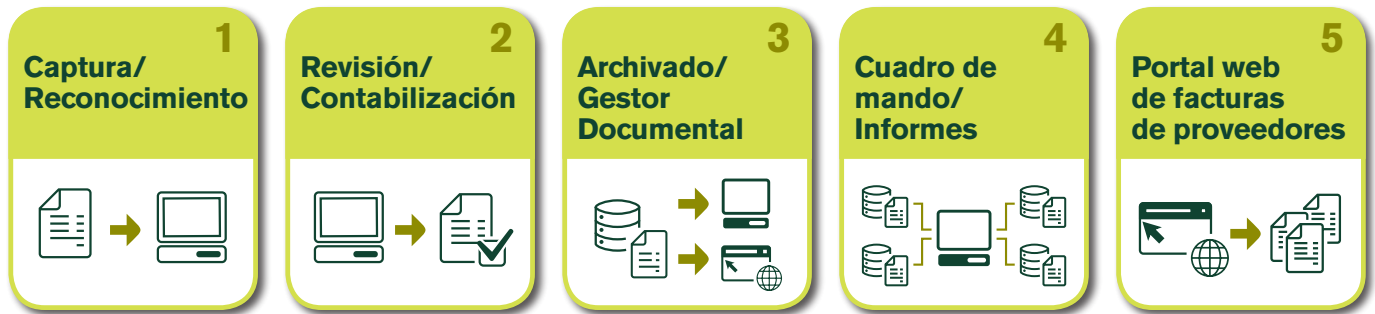 1
Captura/
Reconocimiento
2
Revisión/
Contabilización
3
Archivado/
Gestor
Documental
4
Cuadro de
mando/
Informes
5
Portal web
de facturas
de proveedores